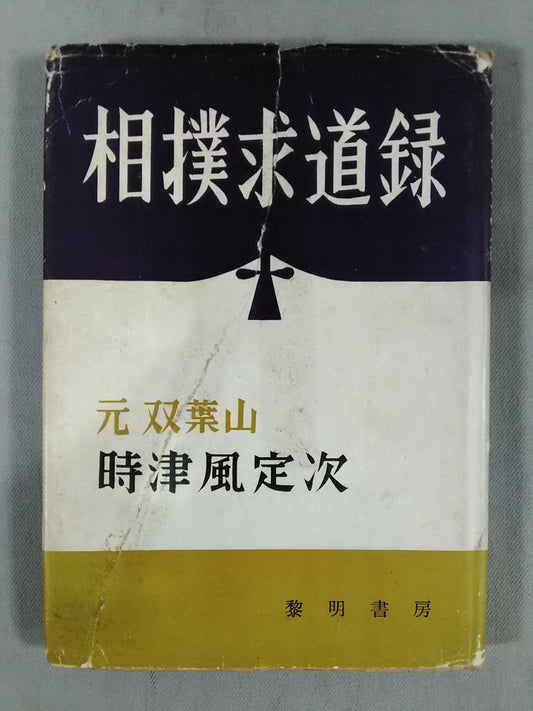 相撲求道録
元 双葉山
時津風定次
黎明書房